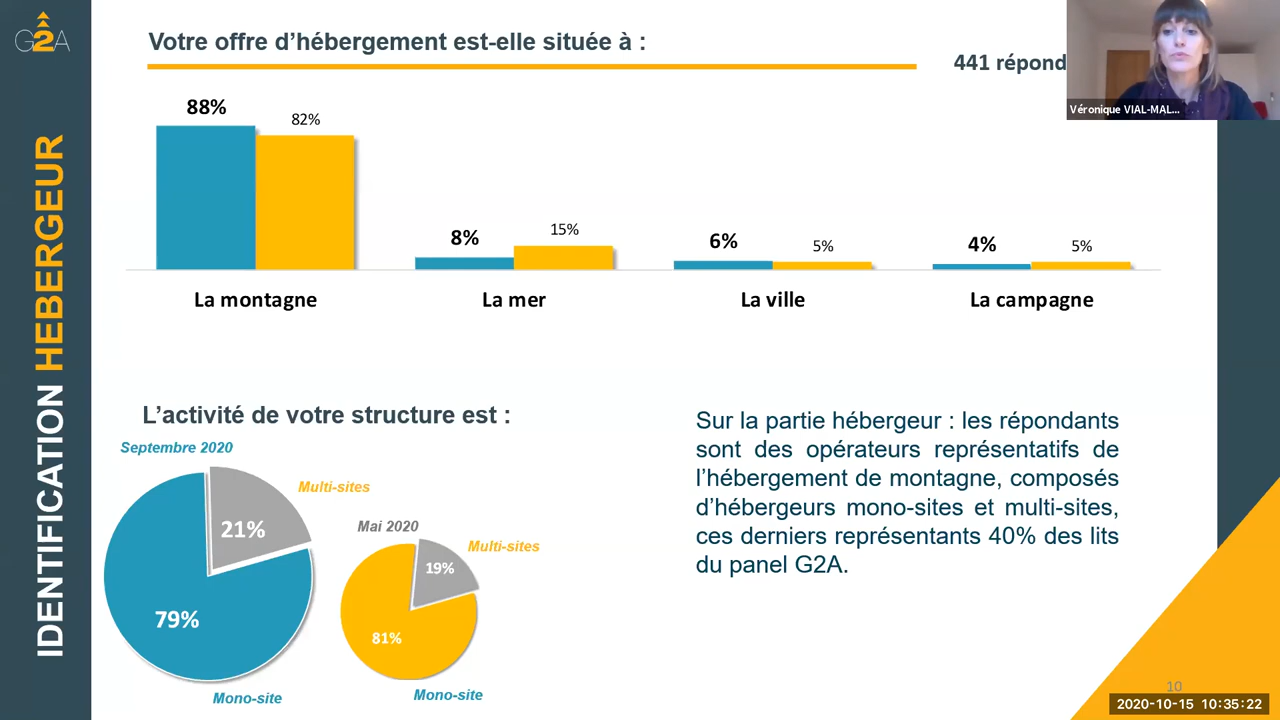 G2A
IDENTIFICATION HEBERGEUR
Votre offre d’hébergement est-elle située à :
441 répond
Véronique VIAL-MAL...
88%
82%
8%
15%
6%
5%
4%
5%
La montagne
La mer
La ville
La campagne
L’activité de votre structure est :
Septembre 2020
Multi-sites
21%
79%
Mono-site
Mai 2020
Multi-sites
19%
81%
Mono-site
Sur la partie hébergeur : les répondants
sont des opérateurs représentatifs de
l’hébergement de montagne, composés
d’hébergeurs mono-sites et multi-sites,
ces derniers représentants 40% des lits
du panel G2A.
10
2020-10-15 10:35:22